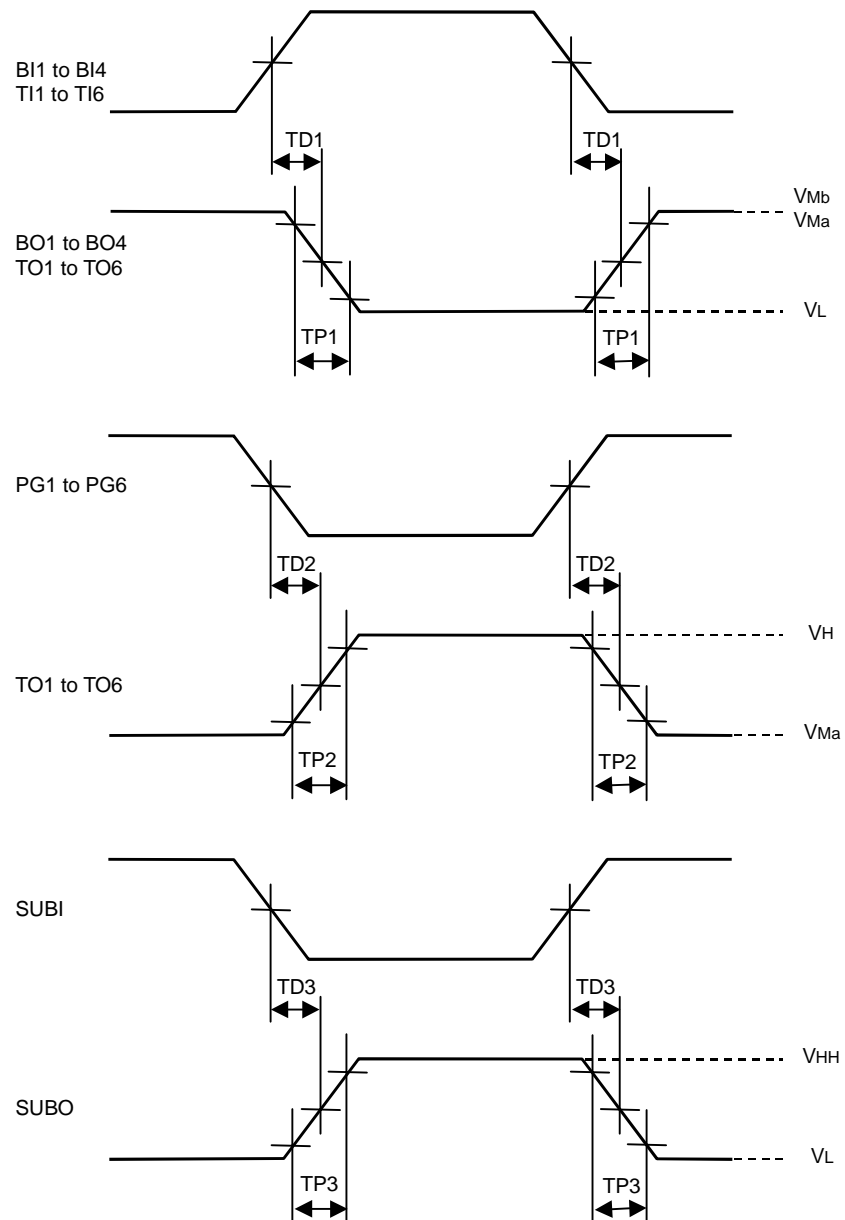 BI1 to BI4
TI1 to TI6
TD1
TD1
VMb
VMa
BO1 to BO4
TO1 to TO6
VL
TP1
TP1
PG1 to PG6
TD2
TD2
VH
TO1 to TO6
VMa
TP2
TP2
SUBI
TD3
TD3
VHH
SUBO
VL
TP3
TP3